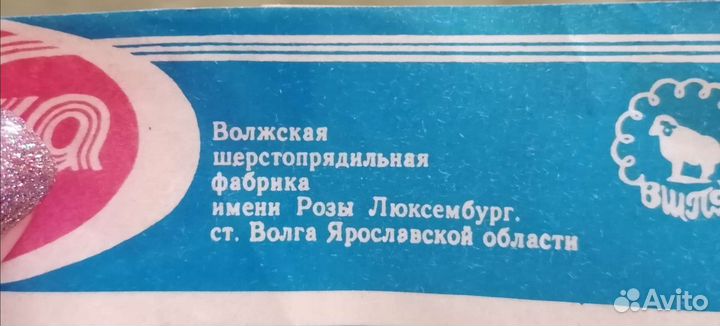 Волжская
шерстопрядильная
фабрика
имени Розы Люксембург.
ст. Волга Ярославской области
Avito